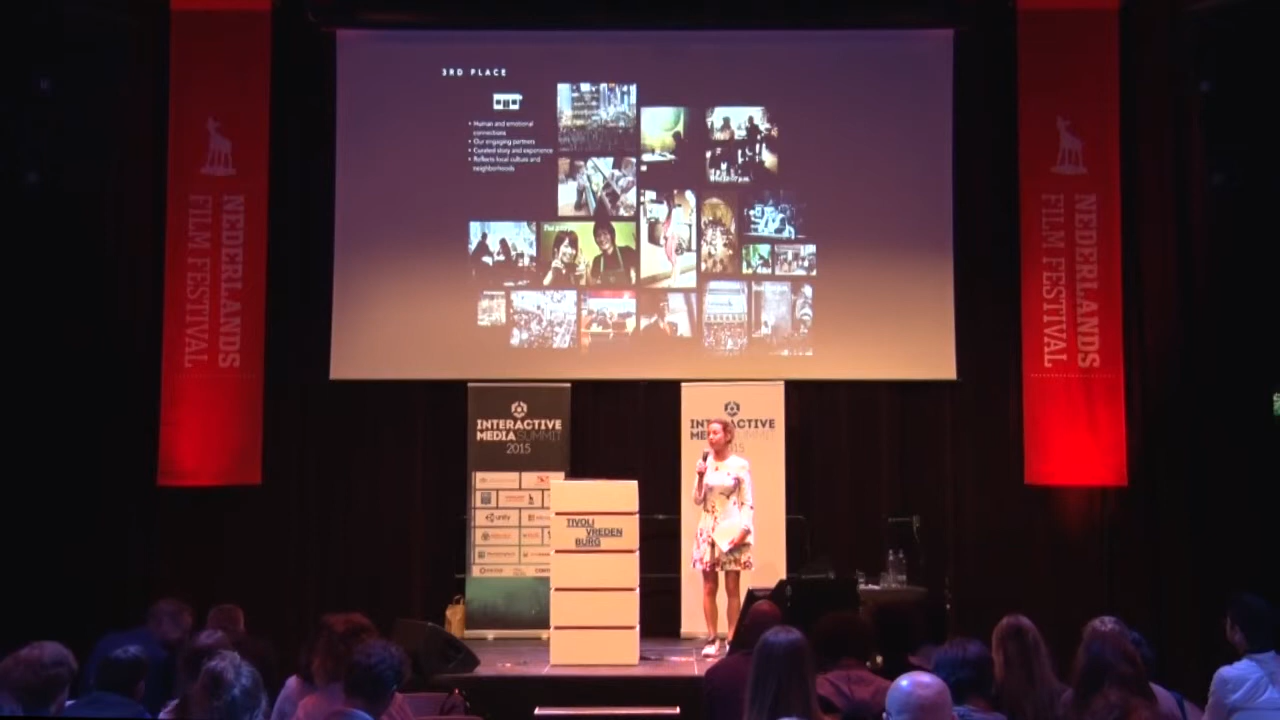 3RD PLACE
• Human and emotional
connections
• Our engaging partners
• Curated story and experience
• Reflects local culture and
neighborhoods
NEDERLANDS
FILM FESTIVAL
NEDERLANDS
FILM FESTIVAL
INTERACTIVE
MEDIA SUMMIT
2015
unity
INTERACTIVE
TIVOLI
VREDEN
BURG